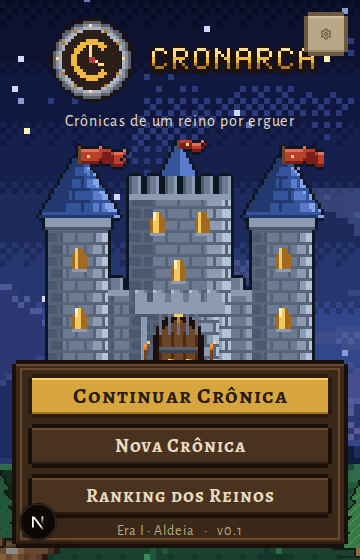 CRONARCA
Crônicas de um reino por erguer
Continuar Crônica
Nova Crônica
Ranking dos Reinos
N
Era I · Aldeia · v0.1